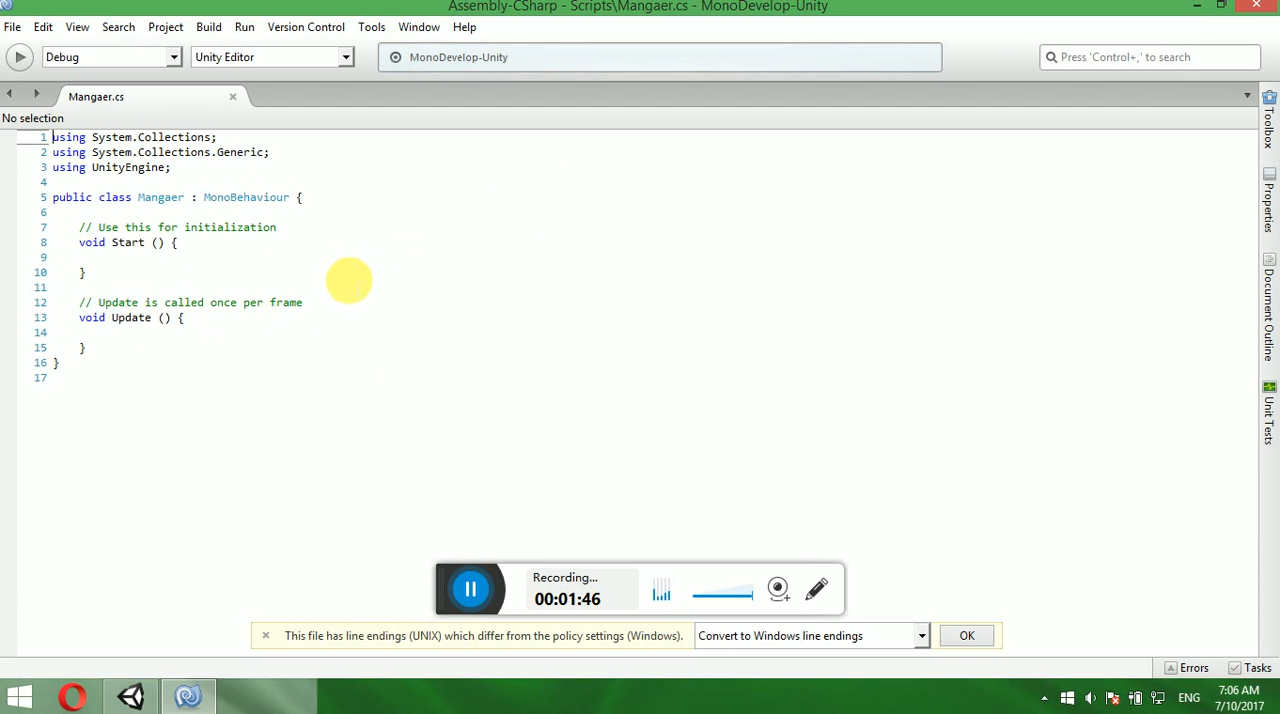 Assembly-CSharp - Scripts\Mangaer.cs - MonoDevelop-Unity
File Edit View Search Project Build Run Version Control Tools Window Help
Debug Unity Editor MonoDevelop-Unity Press 'Control+,' to search
Mangaer.cs
No selection
1 using System.Collections;
2 using System.Collections.Generic;
3 using UnityEngine;
4
5 public class Mangaer : MonoBehaviour {
6
7 // Use this for initialization
8 void Start () {
9
10 }
11
12 // Update is called once per frame
13 void Update () {
14
15 }
16 }
17
Toolbox
Properties
Document Outline
Unit Tests
Recording...
00:01:46
This file has line endings (UNIX) which differ from the policy settings (Windows). Convert to Windows line endings OK
Errors Tasks
ENG 7:06 AM
7/10/2017